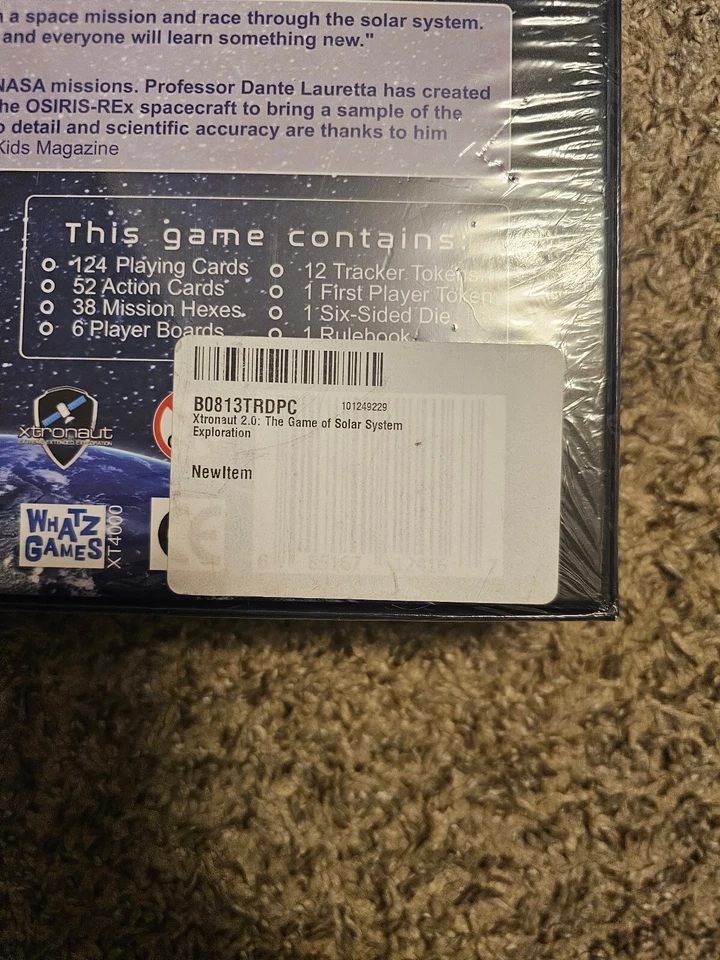 a space mission and race through the solar system.
and everyone will learn something new."
NASA missions. Professor Dante Lauretta has created
he OSIRIS-REx spacecraft to bring a sample of the
o detail and scientific accuracy are thanks to him
Kids Magazine
This game contains:
124 Playing Cards
52 Action Cards
38 Mission Hexes
6 Player Boards
12 Tracker Tokens
1 First Player Token
1 Six-Sided Die
1 Rulebook
B0813TRDPC 101249229
Xtronaut 2.0: The Game of Solar System
Exploration
NewItem
xtronaut
WHATZ
GAMES
XT4000
CE